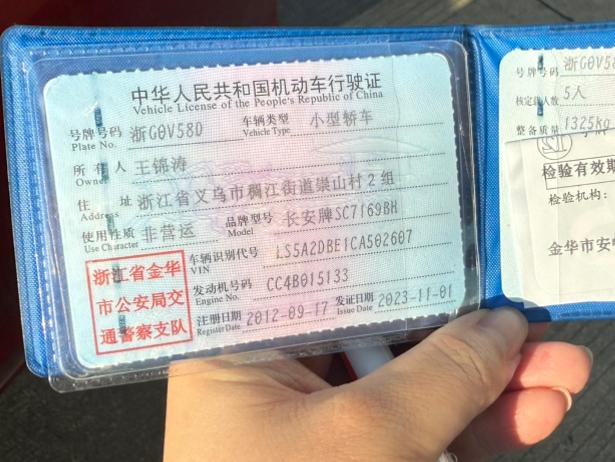 中华人民共和国机动车行驶证
Vehicle License of the People's Republic of China
号牌号码 浙G0V58D 车辆类型 小型轿车
Plate No. Vehicle Type
所有人 王锦涛
Owner
住址 浙江省义乌市稠江街道崇山村2组
Address
使用性质 非营运 品牌型号 长安牌SC7169BH
Use Character Model
浙江省金华
市公安局交
通警察支队
车辆识别代号 LS5A2DBE1CA502607
VIN
发动机号码 CC4B015133
Engine No.
注册日期 2012-09-17 发证日期 2023-11-01
Register Date Issue Date
号牌号码 浙G0V58
核定载人数 5人
整备质量 1325kg
检验有效期
检验机构:
金华市安